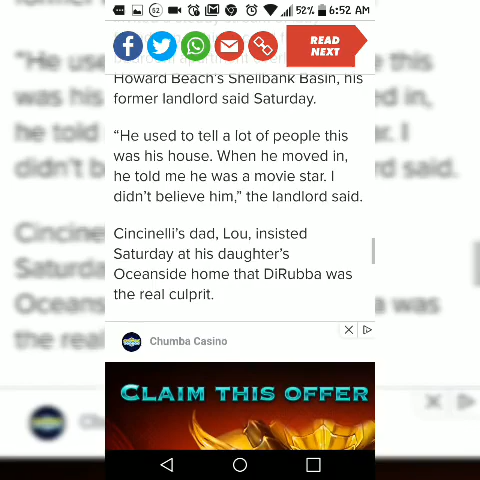 52
52% 6:52 AM
READ
NEXT
Howard Beach's Shellbank Basin, his
former landlord said Saturday.
“He used to tell a lot of people this
was his house. When he moved in,
he told me he was a movie star. I
didn’t believe him,” the landlord said.
Cincinelli’s dad, Lou, insisted
Saturday at his daughter’s
Oceanside home that DiRubba was
the real culprit.
Chumba Casino
CLAIM THIS OFFER